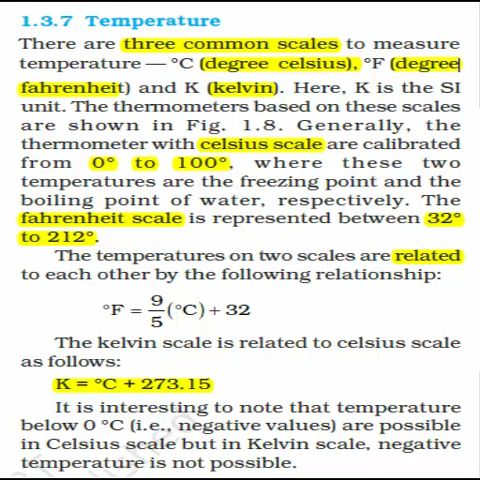 1.3.7 Temperature
There are three common scales to measure
temperature — °C (degree celsius), °F (degree
fahrenheit) and K (kelvin). Here, K is the SI
unit. The thermometers based on these scales
are shown in Fig. 1.8. Generally, the
thermometer with celsius scale are calibrated
from 0° to 100°, where these two
temperatures are the freezing point and the
boiling point of water, respectively. The
fahrenheit scale is represented between 32°
to 212°.
The temperatures on two scales are related
to each other by the following relationship:
°F = 9/5 (°C) + 32
The kelvin scale is related to celsius scale
as follows:
K = °C + 273.15
It is interesting to note that temperature
below 0 °C (i.e., negative values) are possible
in Celsius scale but in Kelvin scale, negative
temperature is not possible.